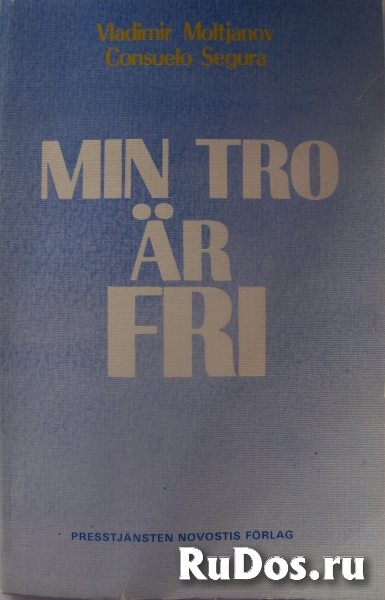 Vladimir Moltjanov
Consuelo Segura
MIN TRO
ÄR
FRI
PRESSTJÄNSTEN NOVOSTIS FÖRLAG
RuDos.ru